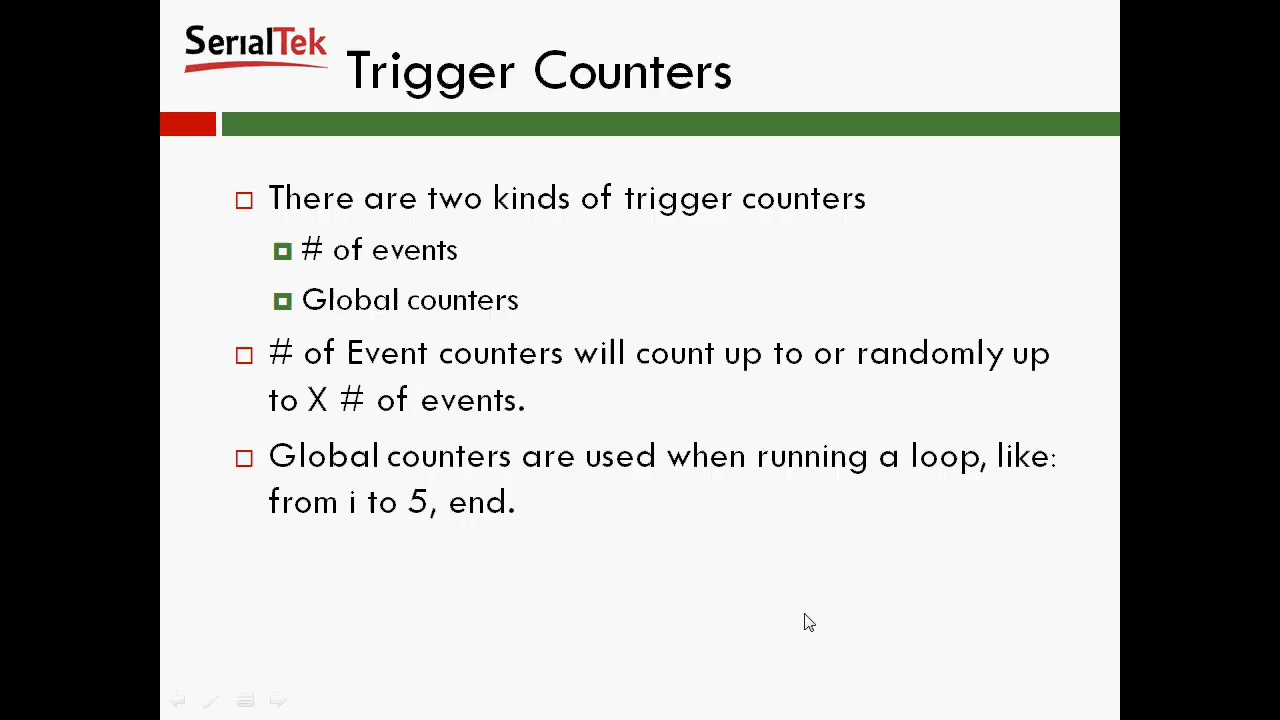 SerialTek
Trigger Counters
There are two kinds of trigger counters
# of events
Global counters
# of Event counters will count up to or randomly up
to X # of events.
Global counters are used when running a loop, like:
from i to 5, end.